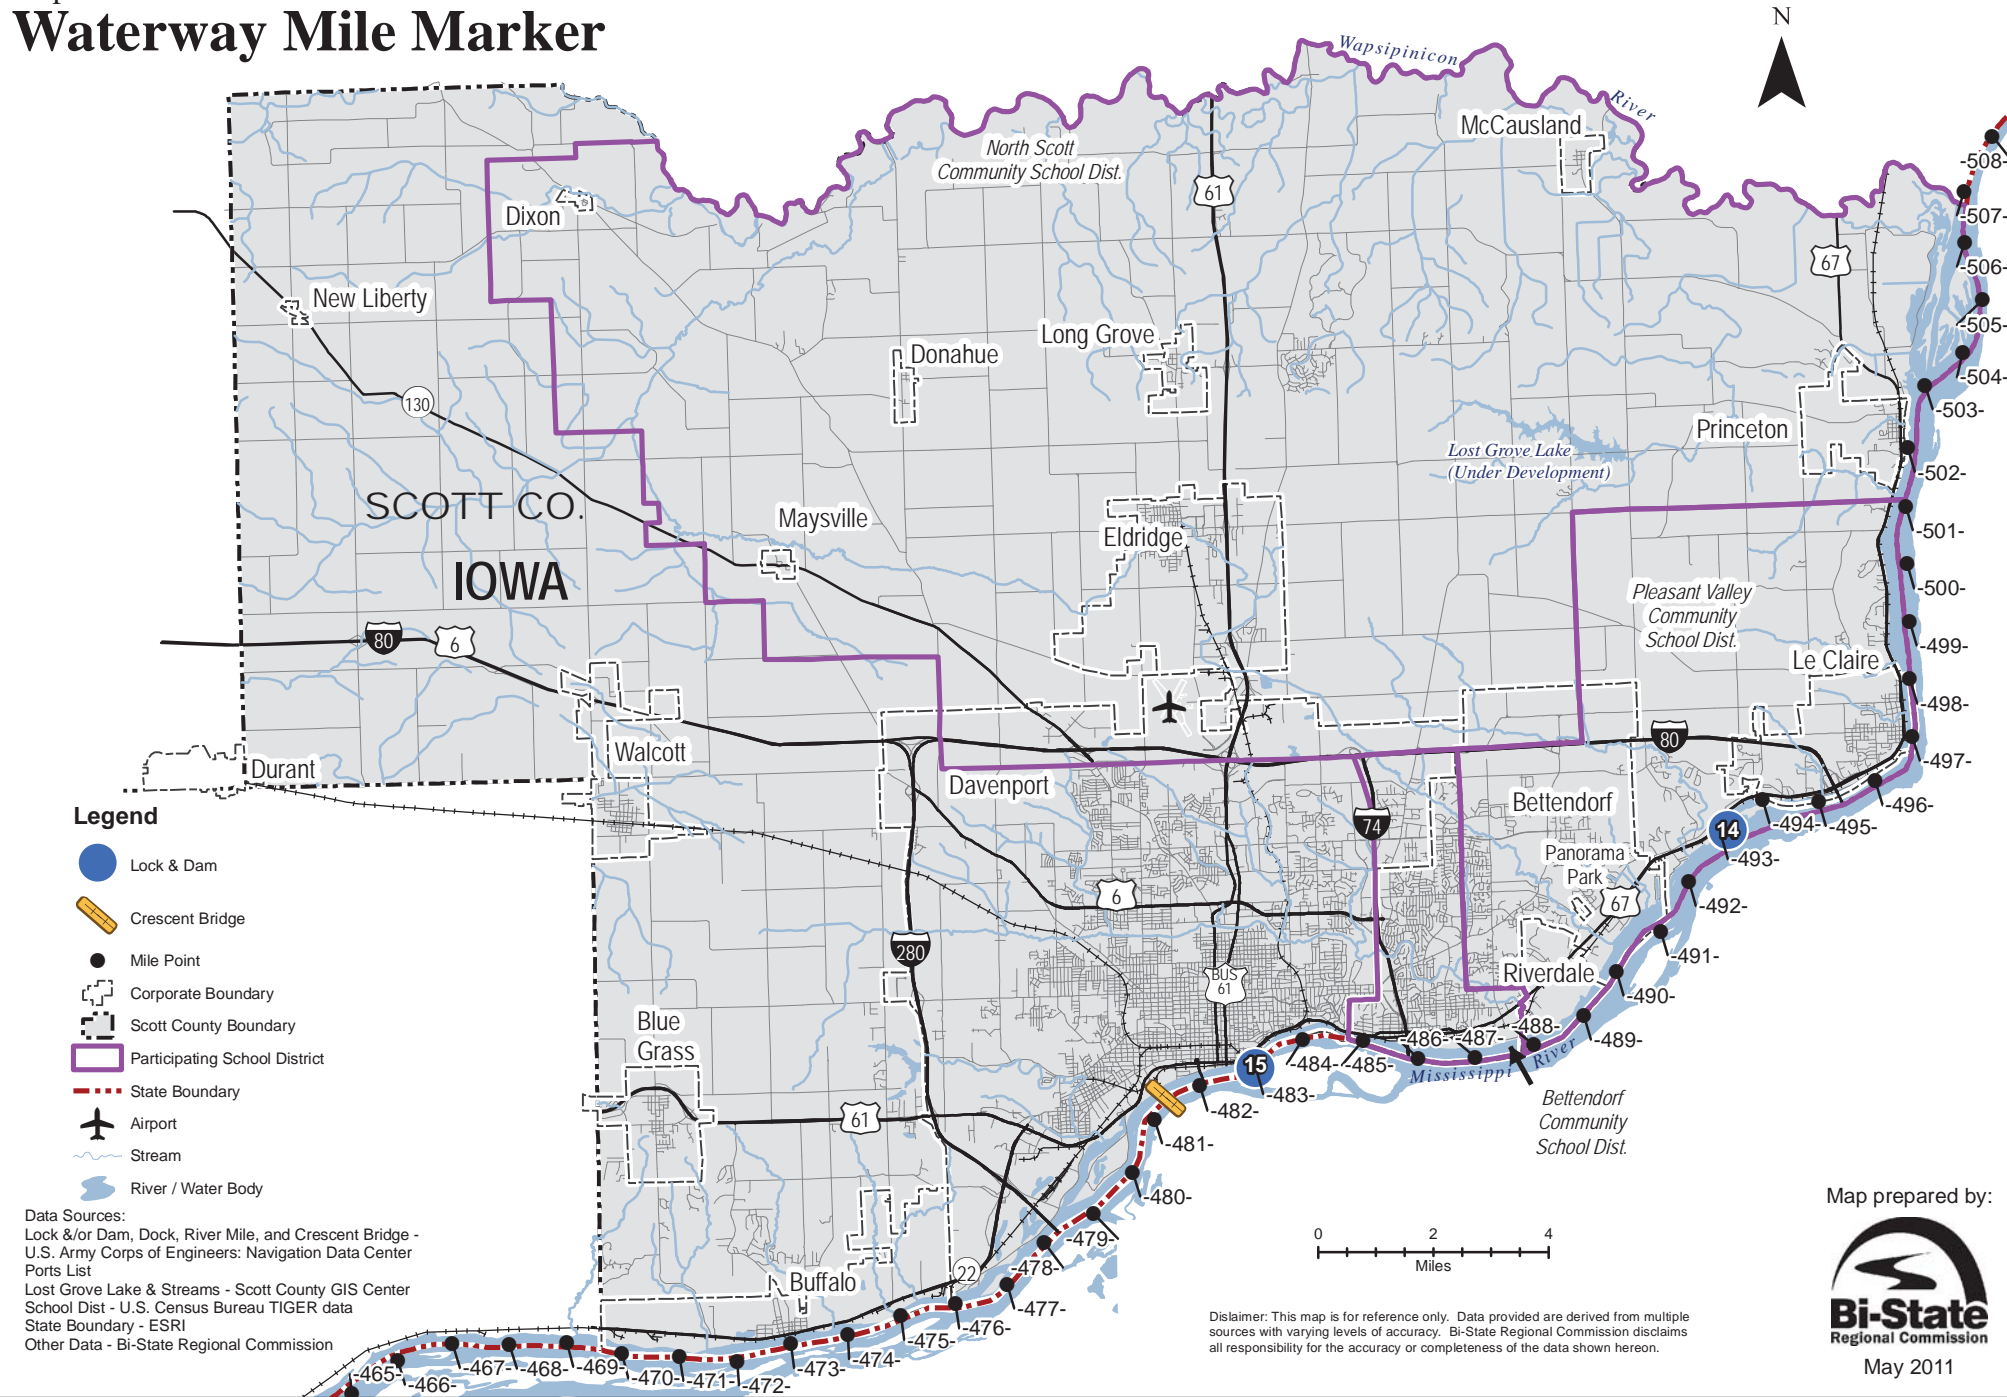 Waterway Mile Marker
N
Wapsipinicon
River
McCausland
North Scott
Community School Dist.
61
-508-
-507-
67
-506-
-505-
-504-
-503-
Dixon
New Liberty
130
Donahue
Long Grove
Princeton
Lost Grove Lake
(Under Development)
-502-
-501-
-500-
-499-
-498-
-497-
-496-
SCOTT CO.
IOWA
Maysville
Eldridge
Pleasant Valley
Community
School Dist.
Le Claire
80
6
Walcott
Durant
Davenport
80
Bettendorf
74
14
-494-
-495-
-493-
Panorama
Park
67
-492-
-491-
6
280
BUS
61
Riverdale
-490-
-489-
-488-
-486-
-487-
-484-
-485-
15
-483-
Mississippi River
Bettendorf
Community
School Dist.
Blue
Grass
61
-482-
-481-
-480-
-479-
-478-
22
Buffalo
-477-
-476-
-475-
-474-
-473-
-472-
-471-
-470-
-469-
-468-
-467-
-466-
-465-
Legend
Lock & Dam
Crescent Bridge
Mile Point
Corporate Boundary
Scott County Boundary
Participating School District
State Boundary
Airport
Stream
River / Water Body
Data Sources:
Lock &/or Dam, Dock, River Mile, and Crescent Bridge -
U.S. Army Corps of Engineers: Navigation Data Center
Ports List
Lost Grove Lake & Streams - Scott County GIS Center
School Dist - U.S. Census Bureau TIGER data
State Boundary - ESRI
Other Data - Bi-State Regional Commission
0 2 4
Miles
Dislaimer: This map is for reference only. Data provided are derived from multiple
sources with varying levels of accuracy. Bi-State Regional Commission disclaims
all responsibility for the accuracy or completeness of the data shown hereon.
Map prepared by:
Bi-State
Regional Commission
May 2011